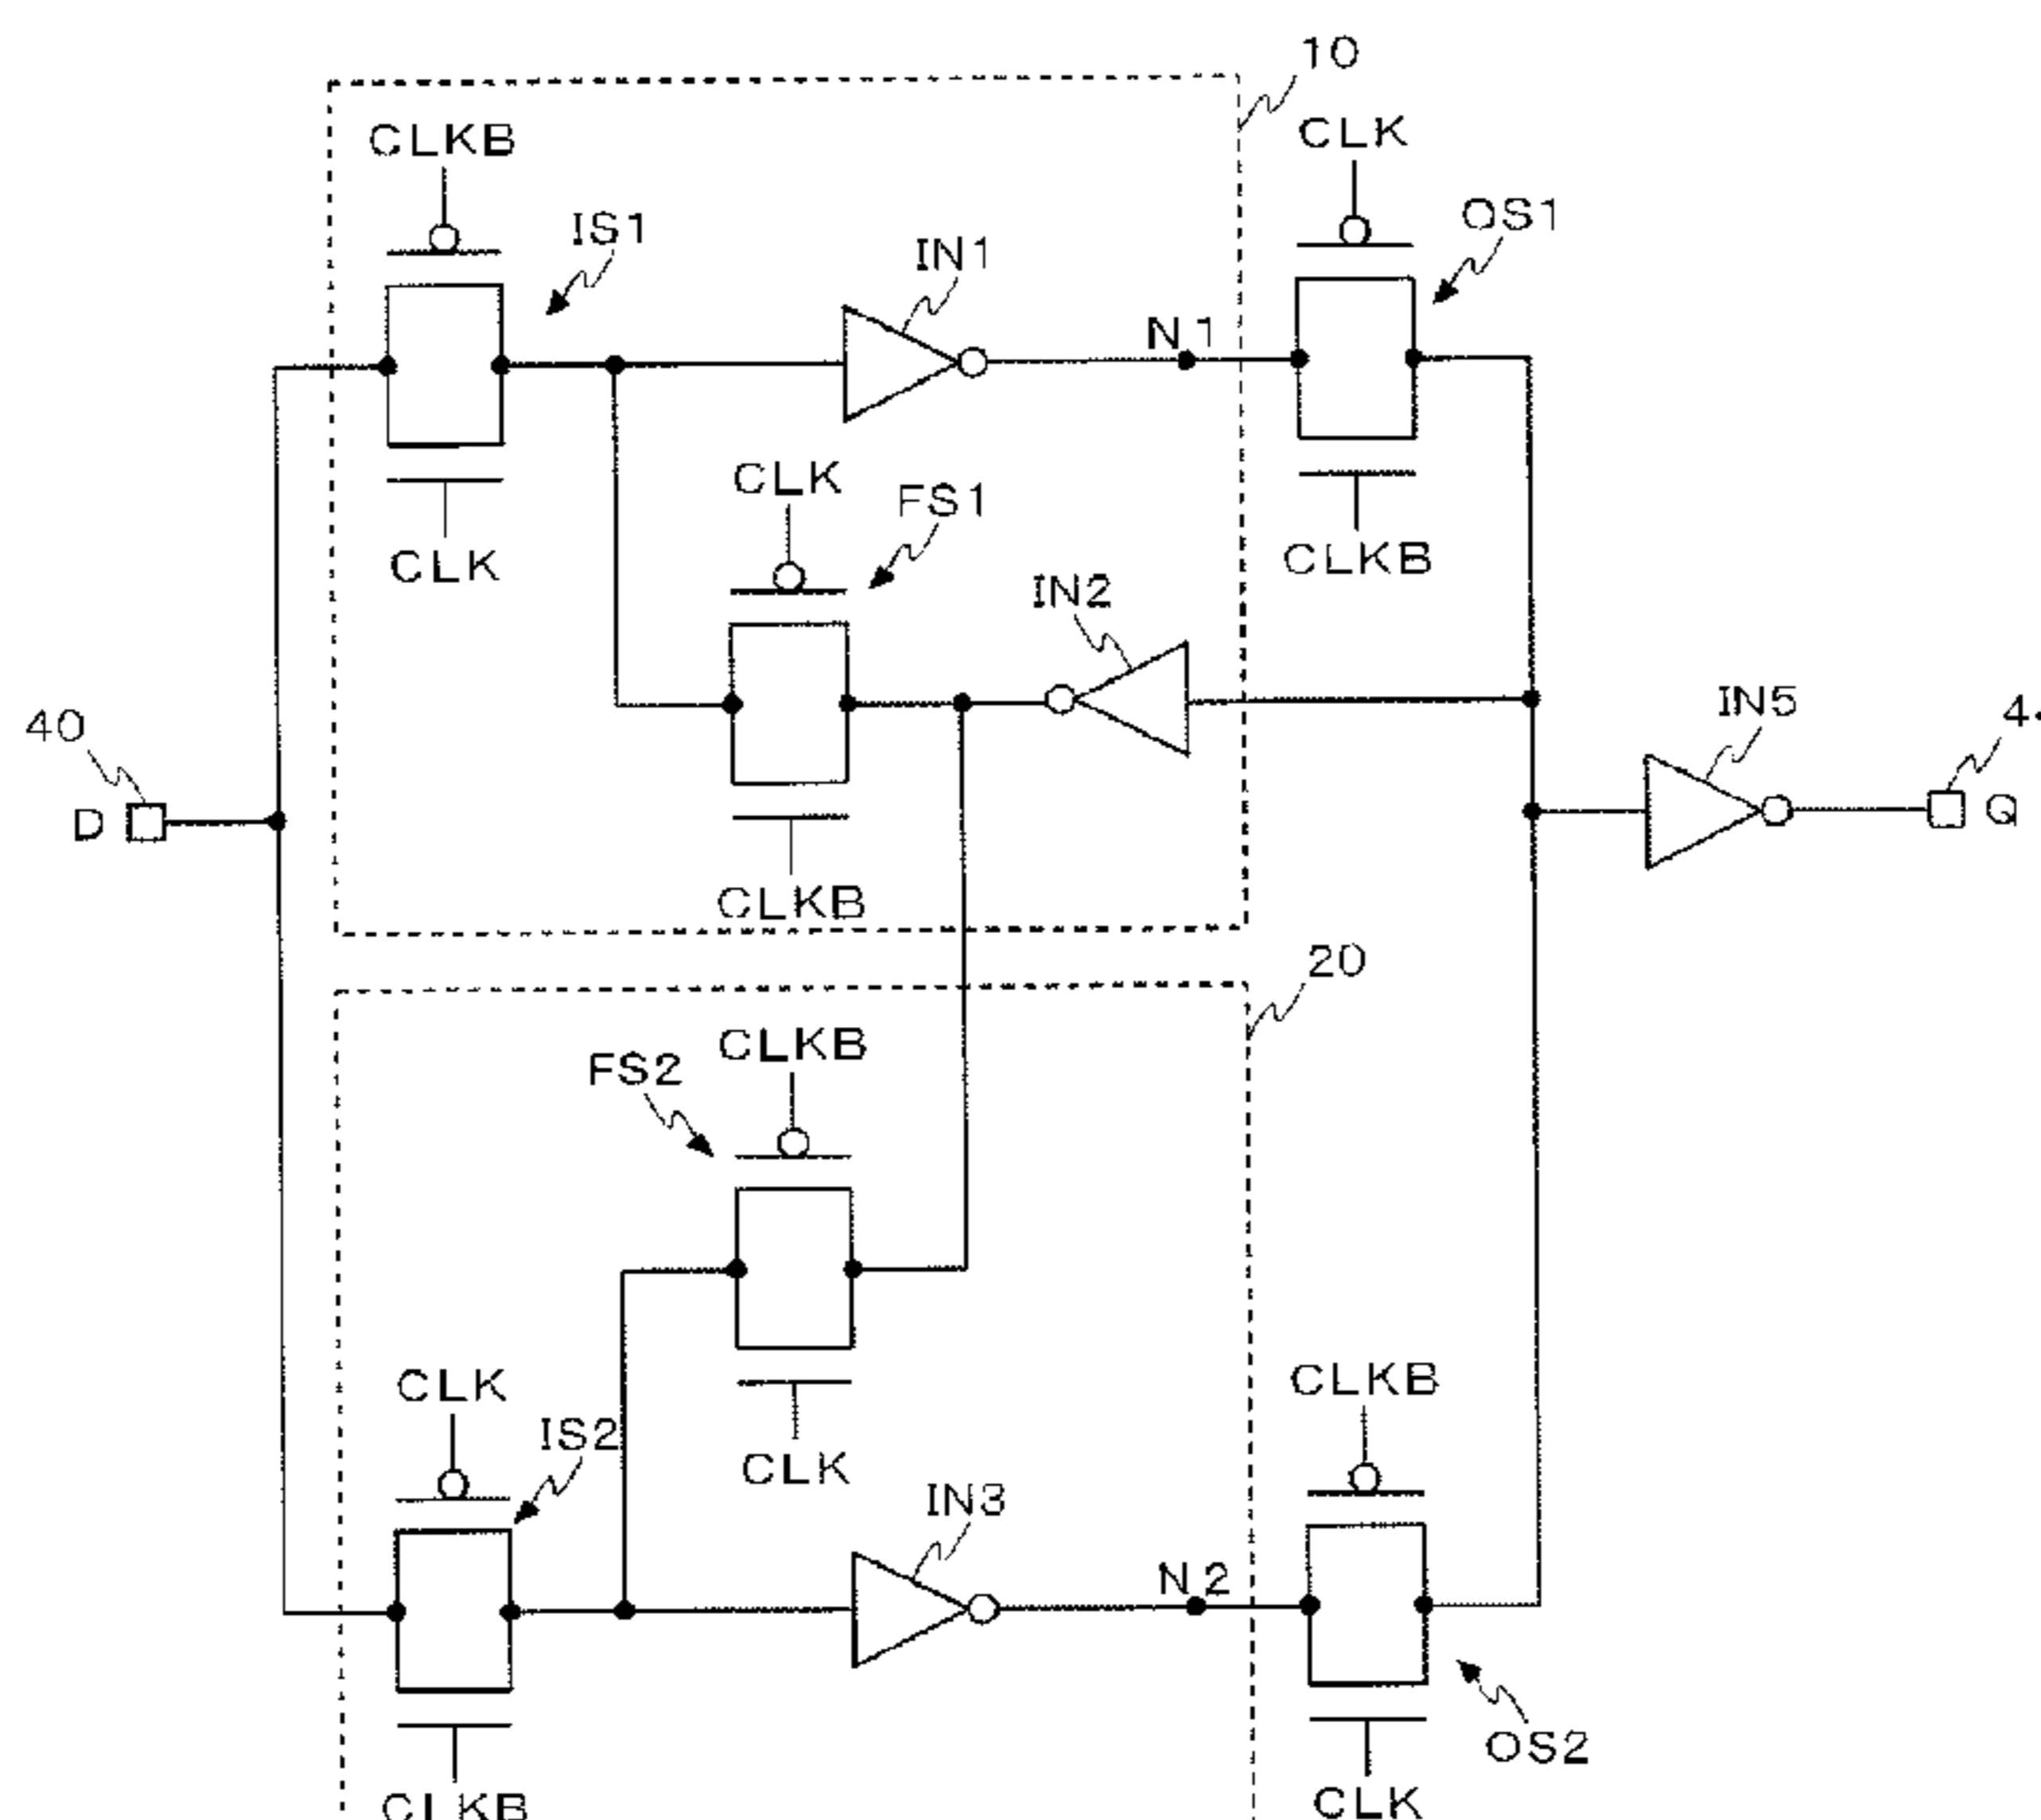 10
CLKB
CLK
IS1
OS1
IN1
N1
CLK
FS1
CLK
CLKB
IN2
40
IN5
D
Q
CLKB
20
CLKB
FS2
CLK
CLKB
IS2
CLK
IN3
N2
OS2
CLKB
CLK